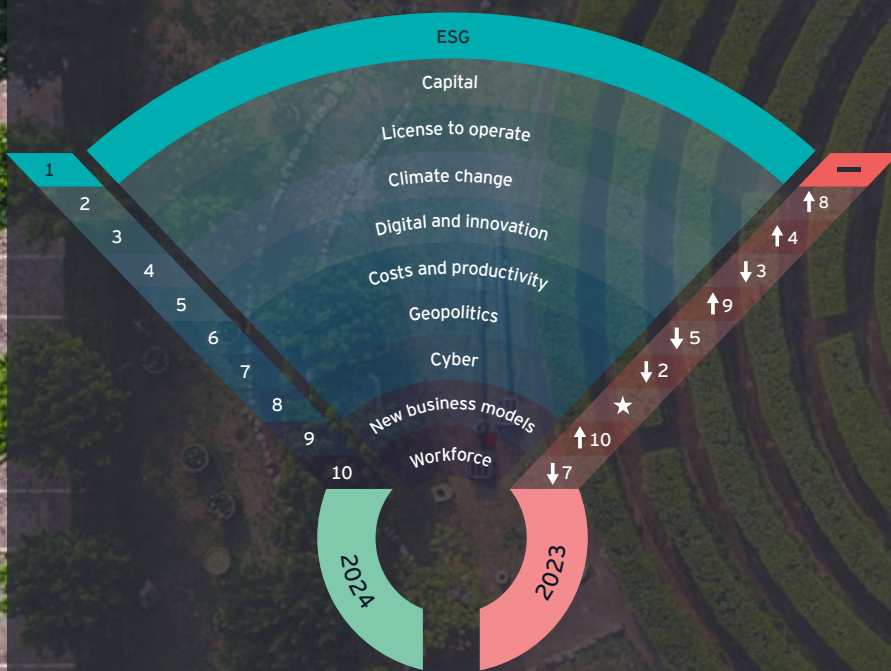 ESG
Capital
License to operate
Climate change
Digital and innovation
Costs and productivity
Geopolitics
Cyber
New business models
Workforce
1
2
3
4
5
6
7
8
9
10
—
↑ 8
↑ 4
↓ 3
↑ 9
↓ 5
↓ 2
★
↑ 10
↓ 7
2024
2023